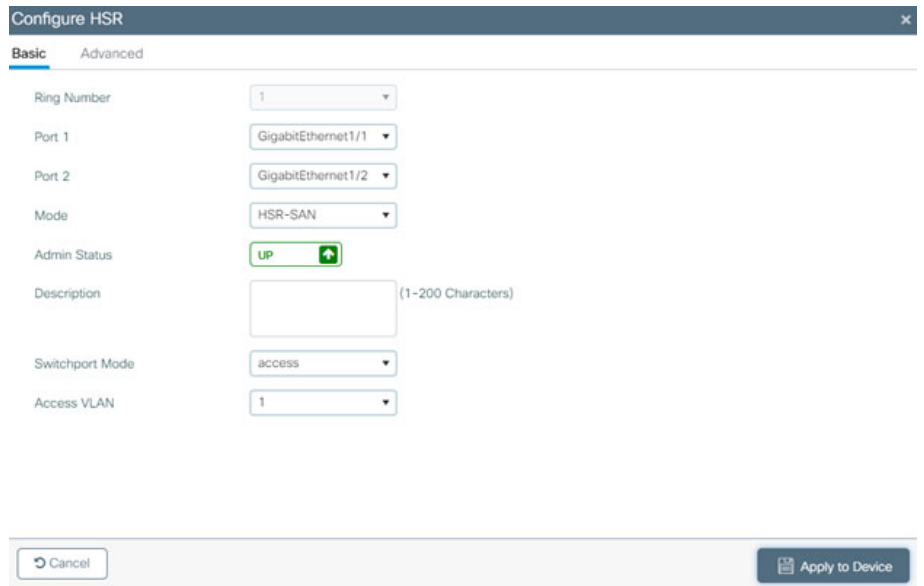 Configure HSR
Basic Advanced
Ring Number 1
Port 1 GigabitEthernet1/1
Port 2 GigabitEthernet1/2
Mode HSR-SAN
Admin Status UP
Description (1-200 Characters)
Switchport Mode access
Access VLAN 1
Cancel Apply to Device